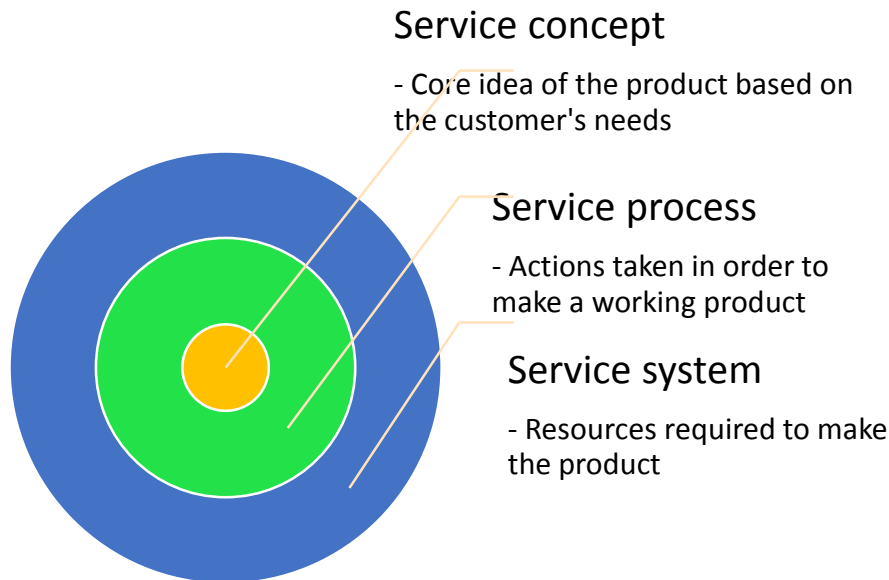 Service concept
- Core idea of the product based on
the customer's needs
Service process
- Actions taken in order to
make a working product
Service system
- Resources required to make
the product